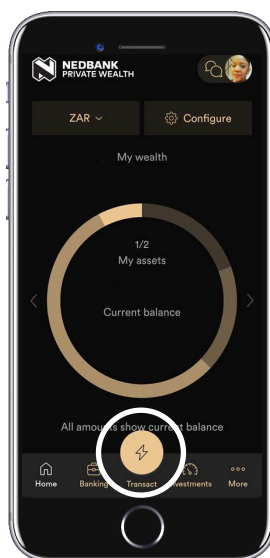 NEDBANK
PRIVATE WEALTH
ZAR
Configure
My wealth
1/2
My assets
Current balance
All amounts show current balance
Home Banking Transact Investments More